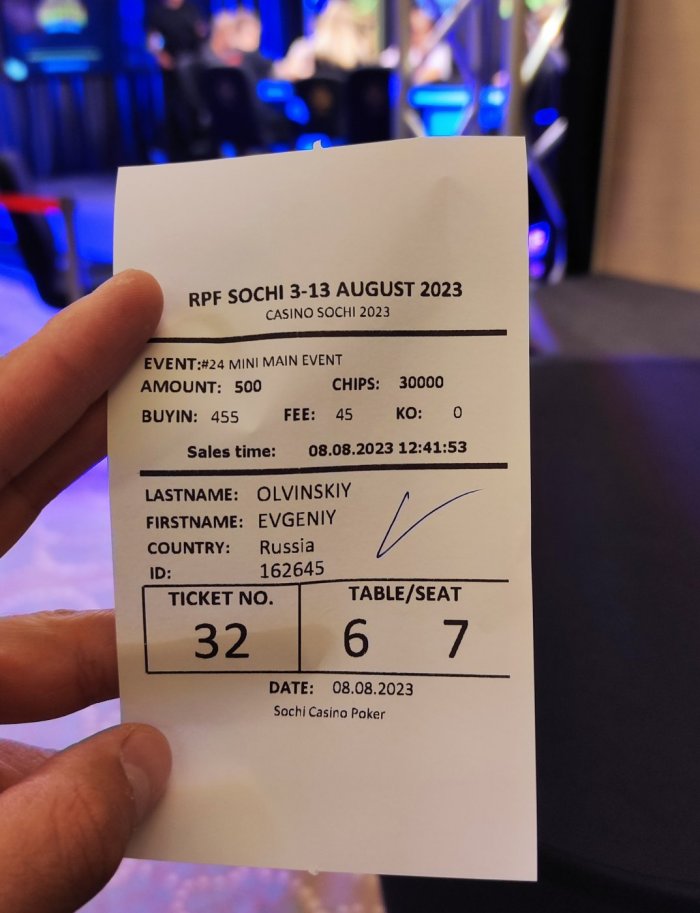 RPF SOCHI 3-13 AUGUST 2023
CASINO SOCHI 2023
EVENT:#24 MINI MAIN EVENT
AMOUNT: 500 CHIPS: 30000
BUYIN: 455 FEE: 45 KO: 0
Sales time: 08.08.2023 12:41:53
LASTNAME: OLVINSKIY
FIRSTNAME: EVGENIY
COUNTRY: Russia
ID: 162645
TICKET NO. TABLE/SEAT
32 6 7
DATE: 08.08.2023
Sochi Casino Poker